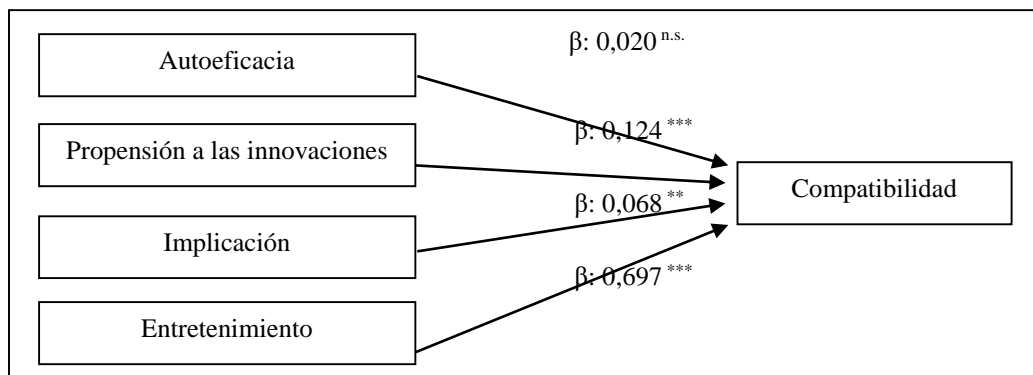 β: 0,020 n.s.
Autoeficacia
β: 0,124 ***
Propensión a las innovaciones
Compatibilidad
β: 0,068 **
Implicación
β: 0,697 ***
Entretenimiento